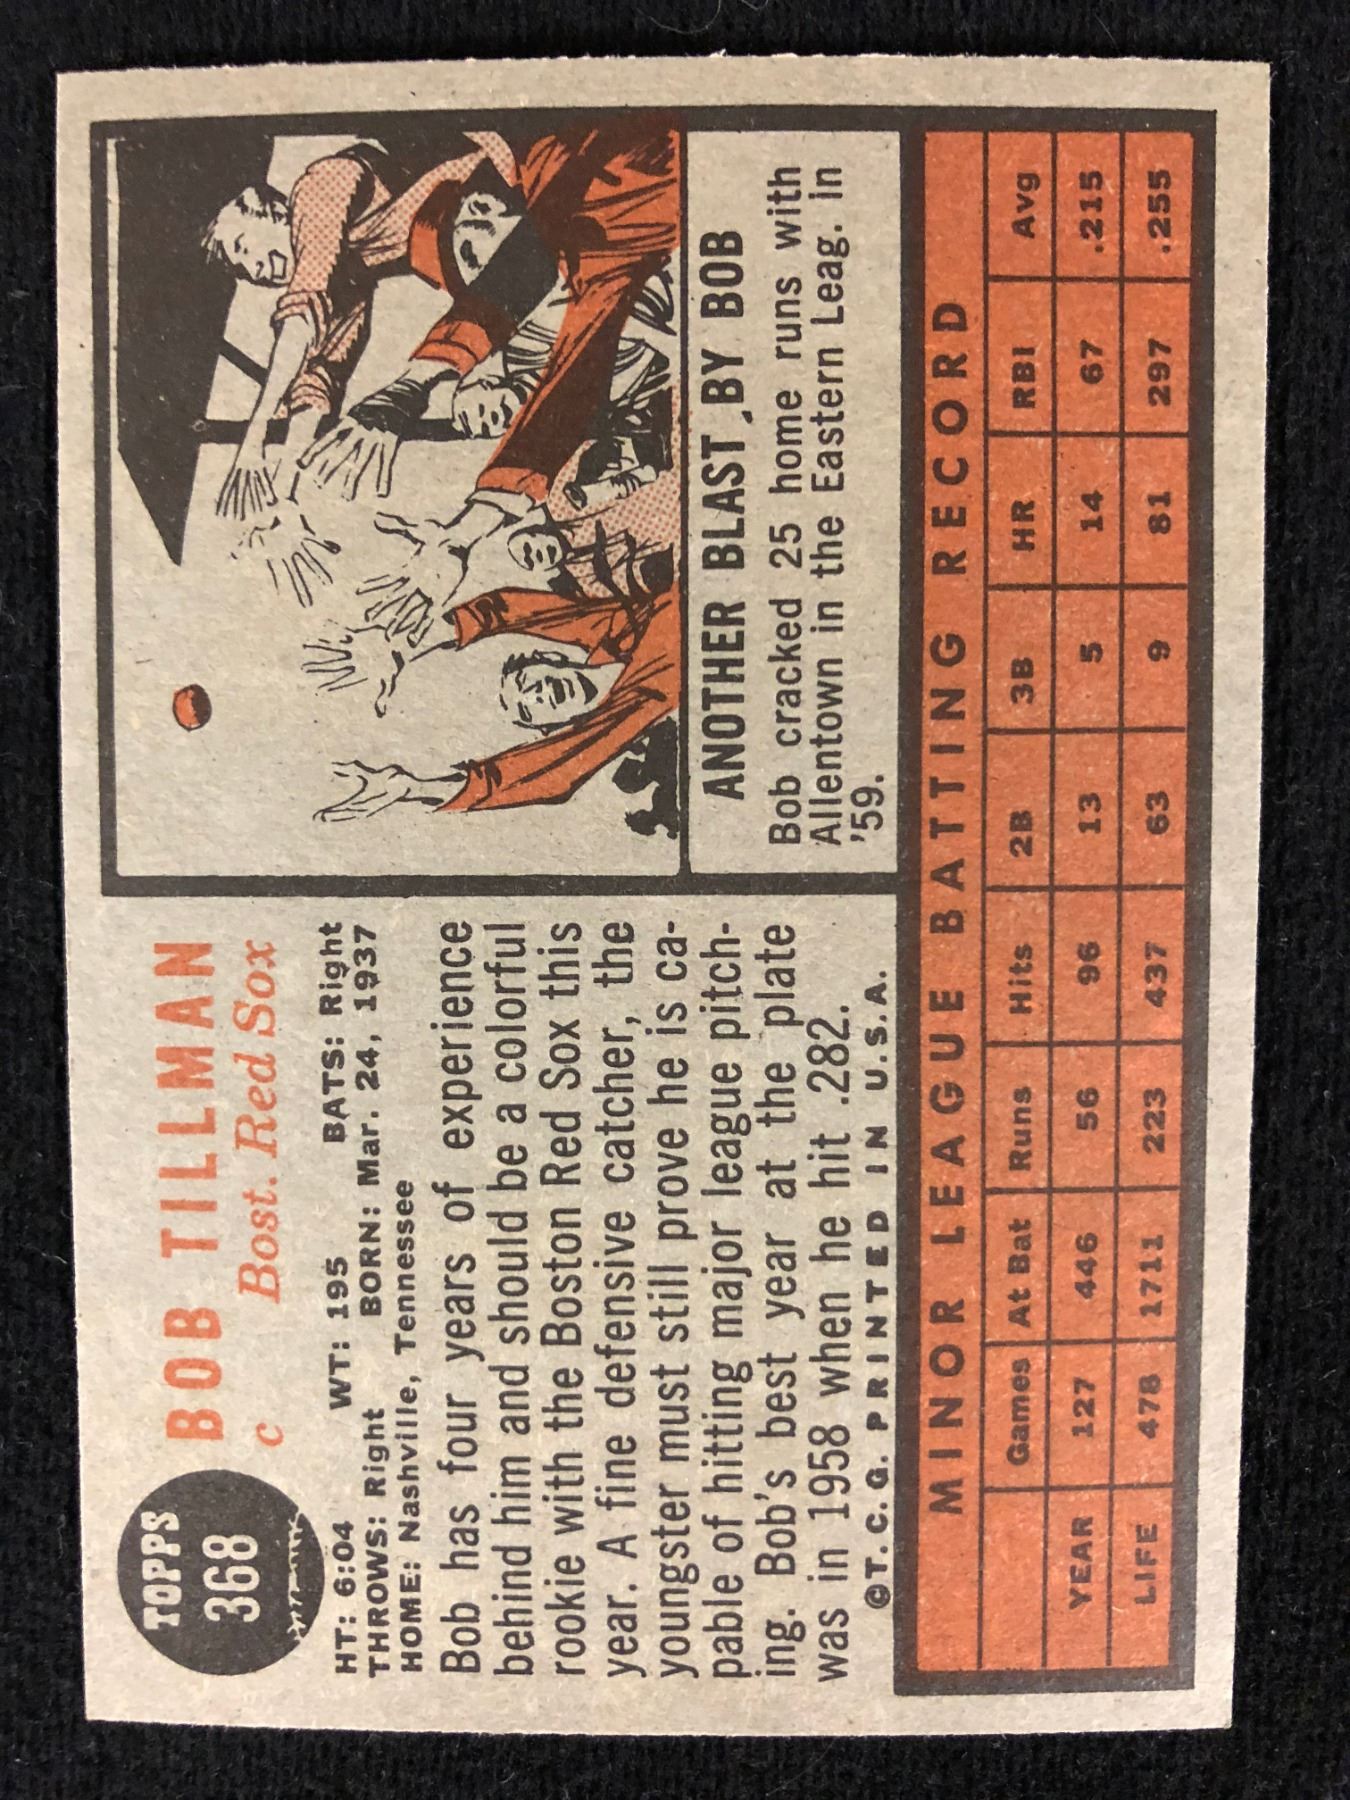 TOPPS
368
BOB TILLMAN
c Bost. Red Sox
HT: 6:04 WT: 195 BATS: Right
THROWS: Right BORN: Mar. 24, 1937
HOME: Nashville, Tennessee
Bob has four years of experience
behind him and should be a colorful
rookie with the Boston Red Sox this
year. A fine defensive catcher, the
youngster must still prove he is ca-
pable of hitting major league pitch-
ing. Bob's best year at the plate
was in 1958 when he hit .282.
©T. C. G. PRINTED IN U.S.A.
ANOTHER BLAST BY BOB
Bob cracked 25 home runs with
Allentown in the Eastern Leag. in
'59.
MINOR LEAGUE BATTING RECORD
Games At Bat Runs Hits 2B 3B HR RBI Avg
YEAR 127 446 56 96 13 5 14 67 .215
LIFE 478 1711 223 437 63 9 81 297 .255